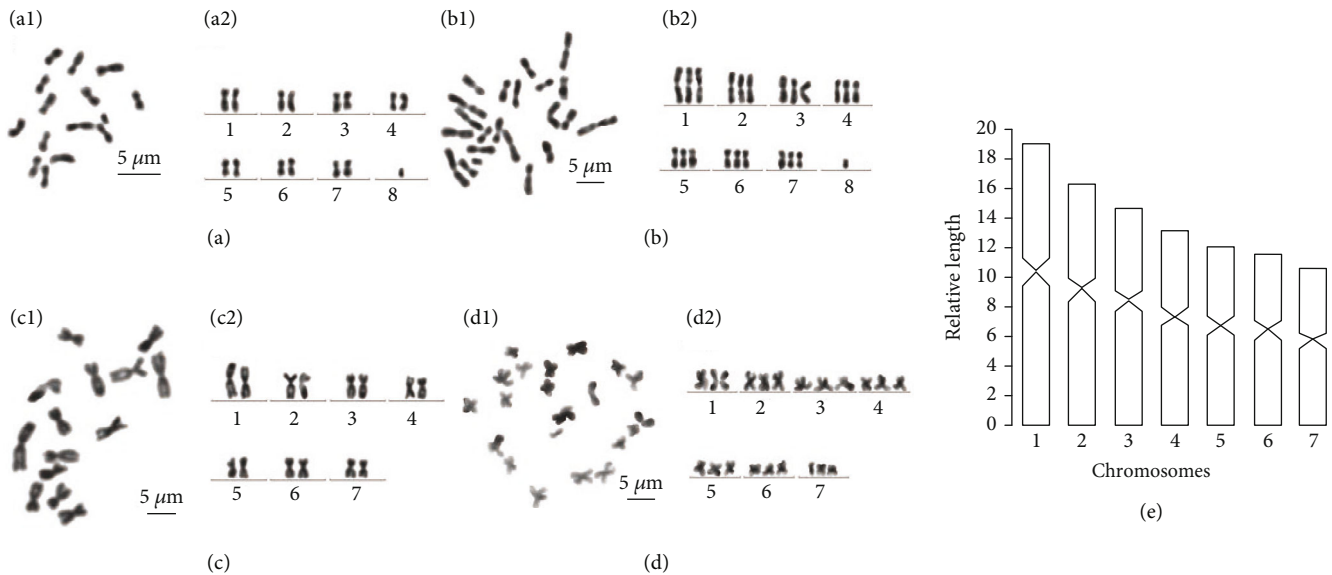 (a1)
5 μm
(a2)
1 2 3 4
5 6 7 8
(a)
(b1)
5 μm
(b2)
1 2 3 4
5 6 7 8
(b)
(c1)
5 μm
(c2)
1 2 3 4
5 6 7
(c)
(d1)
5 μm
(d2)
1 2 3 4
5 6 7
(d)
Relative length
20
18
16
14
12
10
8
6
4
2
0
1 2 3 4 5 6 7
Chromosomes
(e)